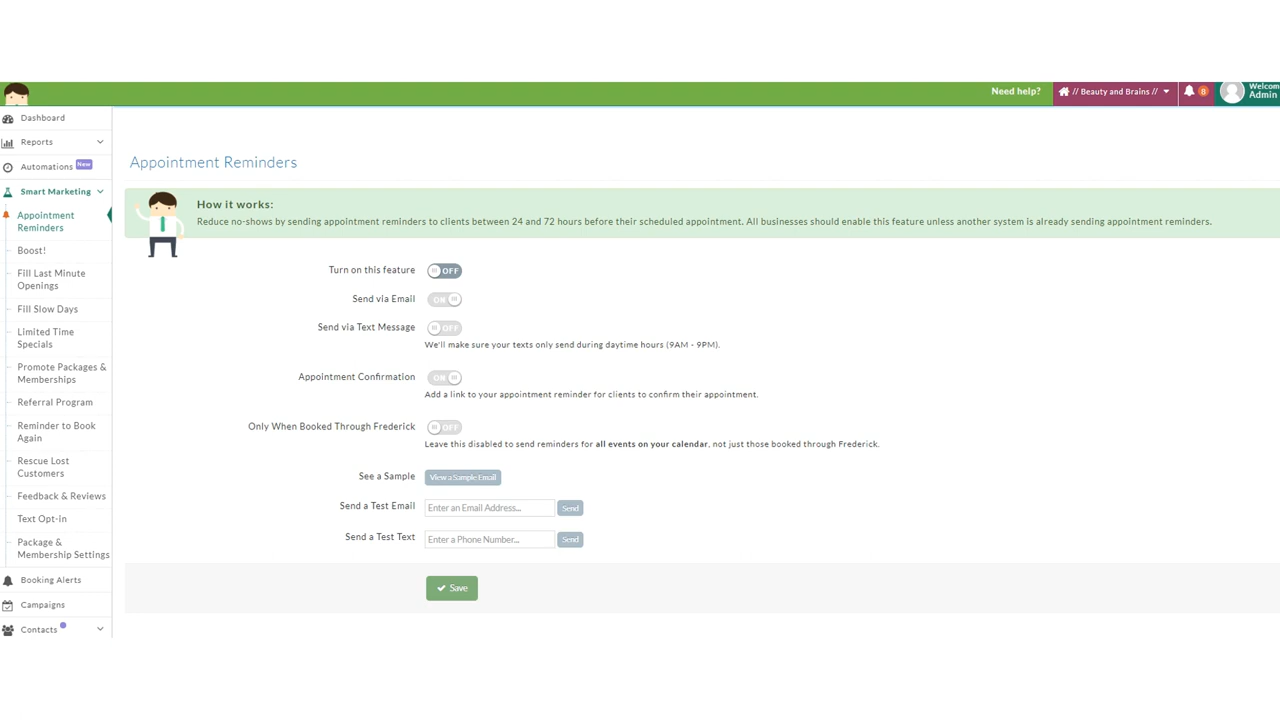 Need help?
// Beauty and Brains //
8
Welcom
Admin
Dashboard
Reports
Automations New
Smart Marketing
Appointment
Reminders
Boost!
Fill Last Minute
Openings
Fill Slow Days
Limited Time
Specials
Promote Packages &
Memberships
Referral Program
Reminder to Book
Again
Rescue Lost
Customers
Feedback & Reviews
Text Opt-in
Package &
Membership Settings
Booking Alerts
Campaigns
Contacts
Appointment Reminders
How it works:
Reduce no-shows by sending appointment reminders to clients between 24 and 72 hours before their scheduled appointment. All businesses should enable this feature unless another system is already sending appointment reminders.
Turn on this feature OFF
Send via Email ON
Send via Text Message OFF
We'll make sure your texts only send during daytime hours (9AM - 9PM).
Appointment Confirmation ON
Add a link to your appointment reminder for clients to confirm their appointment.
Only When Booked Through Frederick OFF
Leave this disabled to send reminders for all events on your calendar, not just those booked through Frederick.
See a Sample View a Sample Email
Send a Test Email Enter an Email Address... Send
Send a Test Text Enter a Phone Number... Send
Save